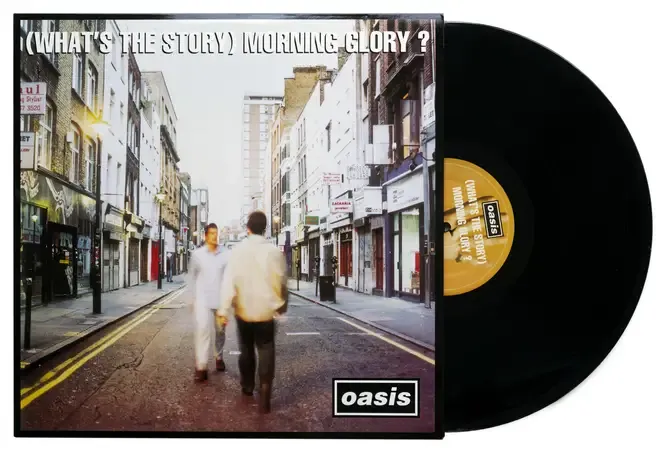 (WHAT'S THE STORY) MORNING GLORY ?
oasis
oasis
(WHAT'S THE STORY)
MORNING GLORY ?